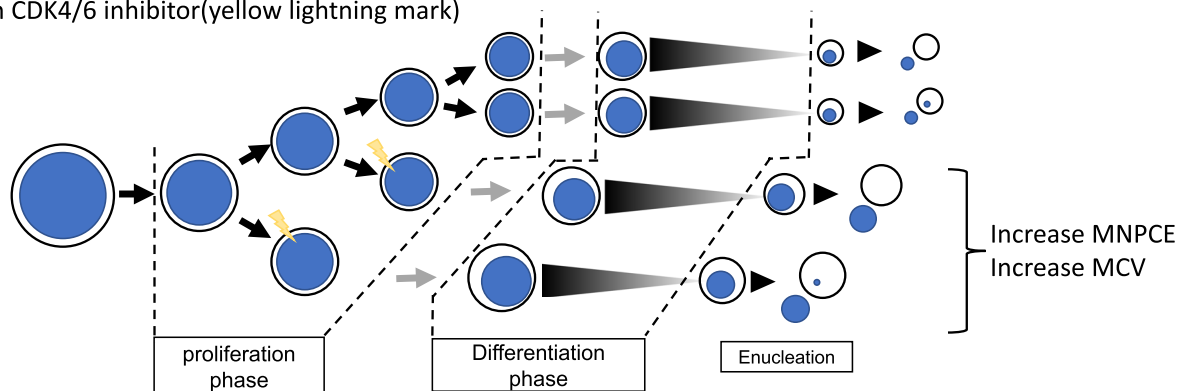 CDK4/6 inhibitor(yellow lightning mark)
Increase MNPCE
Increase MCV
proliferation
phase
Differentiation
phase
Enucleation